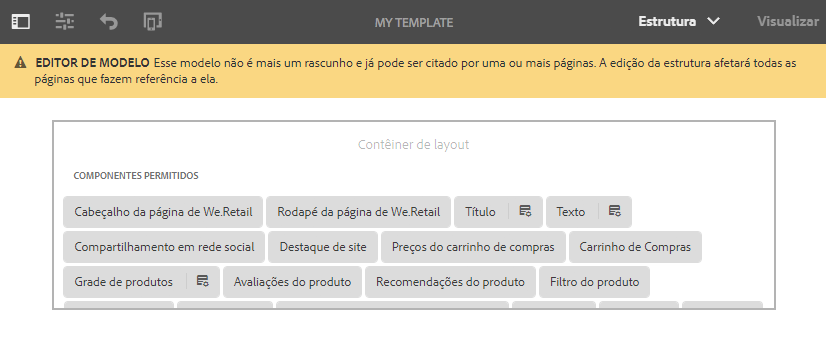 MY TEMPLATE Estrutura Visualizar
EDITOR DE MODELO Esse modelo não é mais um rascunho e já pode ser citado por uma ou mais páginas. A edição da estrutura afetará todas as
páginas que fazem referência a ela.
Contêiner de layout
COMPONENTES PERMITIDOS
Cabeçalho da página de We.Retail Rodapé da página de We.Retail Título Texto
Compartilhamento em rede social Destaque de site Preços do carrinho de compras Carrinho de Compras
Grade de produtos Avaliações do produto Recomendações do produto Filtro do produto